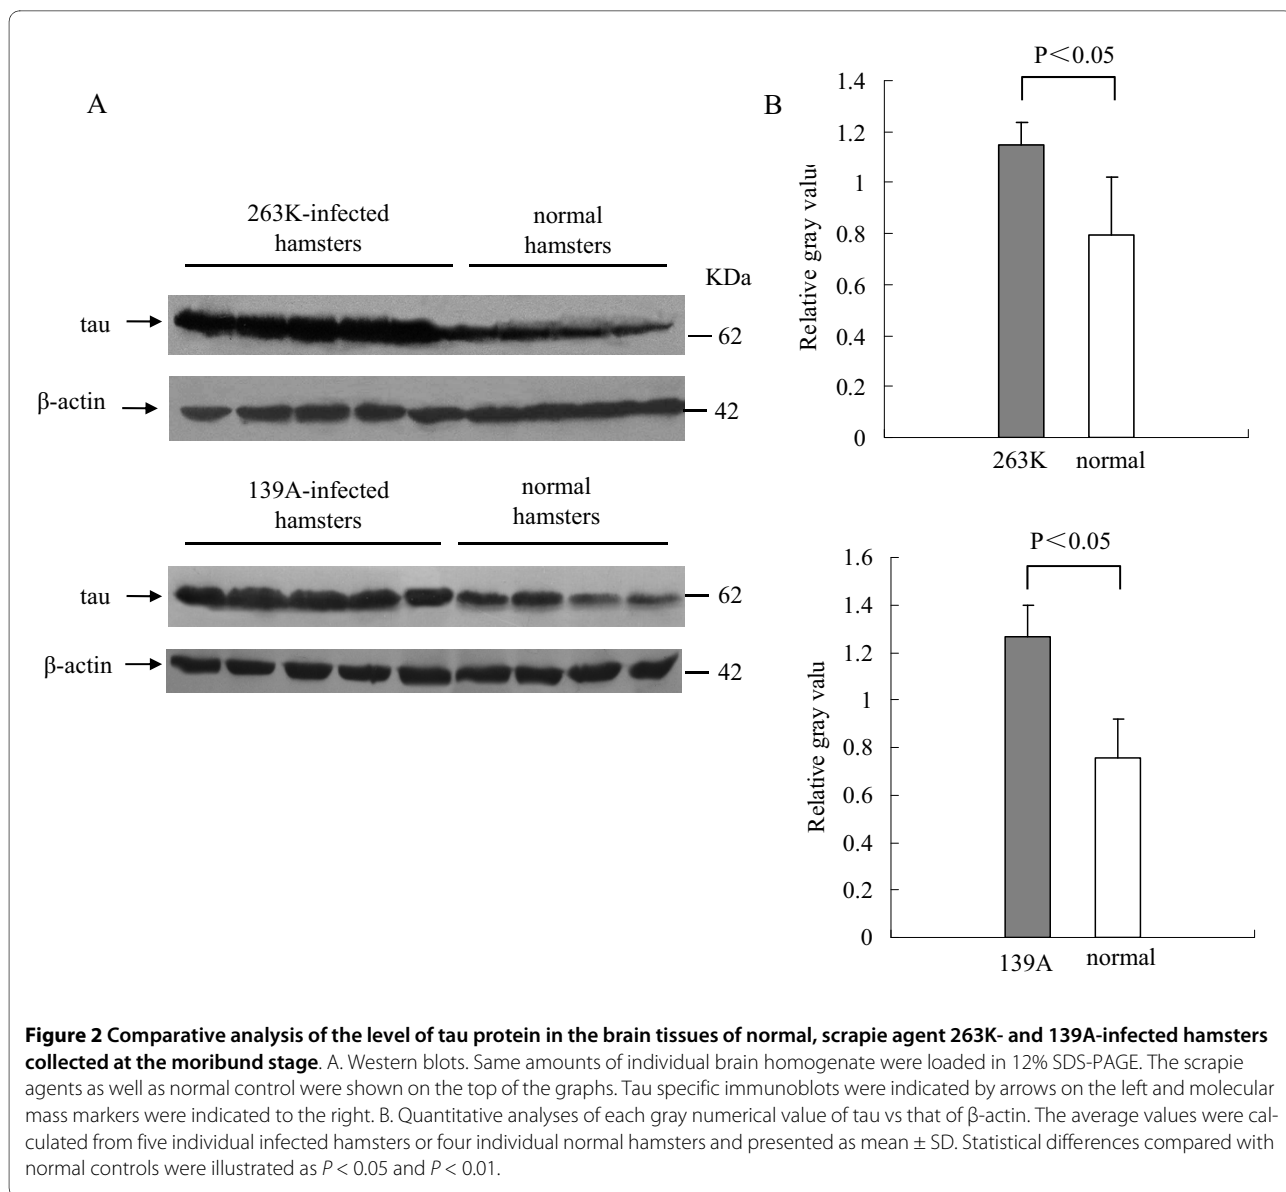 A
263K-infected
hamsters
normal
hamsters
KDa
tau
62
β-actin
42
139A-infected
hamsters
normal
hamsters
tau
62
β-actin
42
B
P<0.05
Relative gray value
1.4
1.2
1
0.8
0.6
0.4
0.2
0
263K
normal
P<0.05
Relative gray valu
1.6
1.4
1.2
1
0.8
0.6
0.4
0.2
0
139A
normal
Figure 2 Comparative analysis of the level of tau protein in the brain tissues of normal, scrapie agent 263K- and 139A-infected hamsters
collected at the moribund stage. A. Western blots. Same amounts of individual brain homogenate were loaded in 12% SDS-PAGE. The scrapie
agents as well as normal control were shown on the top of the graphs. Tau specific immunoblots were indicated by arrows on the left and molecular
mass markers were indicated to the right. B. Quantitative analyses of each gray numerical value of tau vs that of β-actin. The average values were cal-
culated from five individual infected hamsters or four individual normal hamsters and presented as mean ± SD. Statistical differences compared with
normal controls were illustrated as P < 0.05 and P < 0.01.